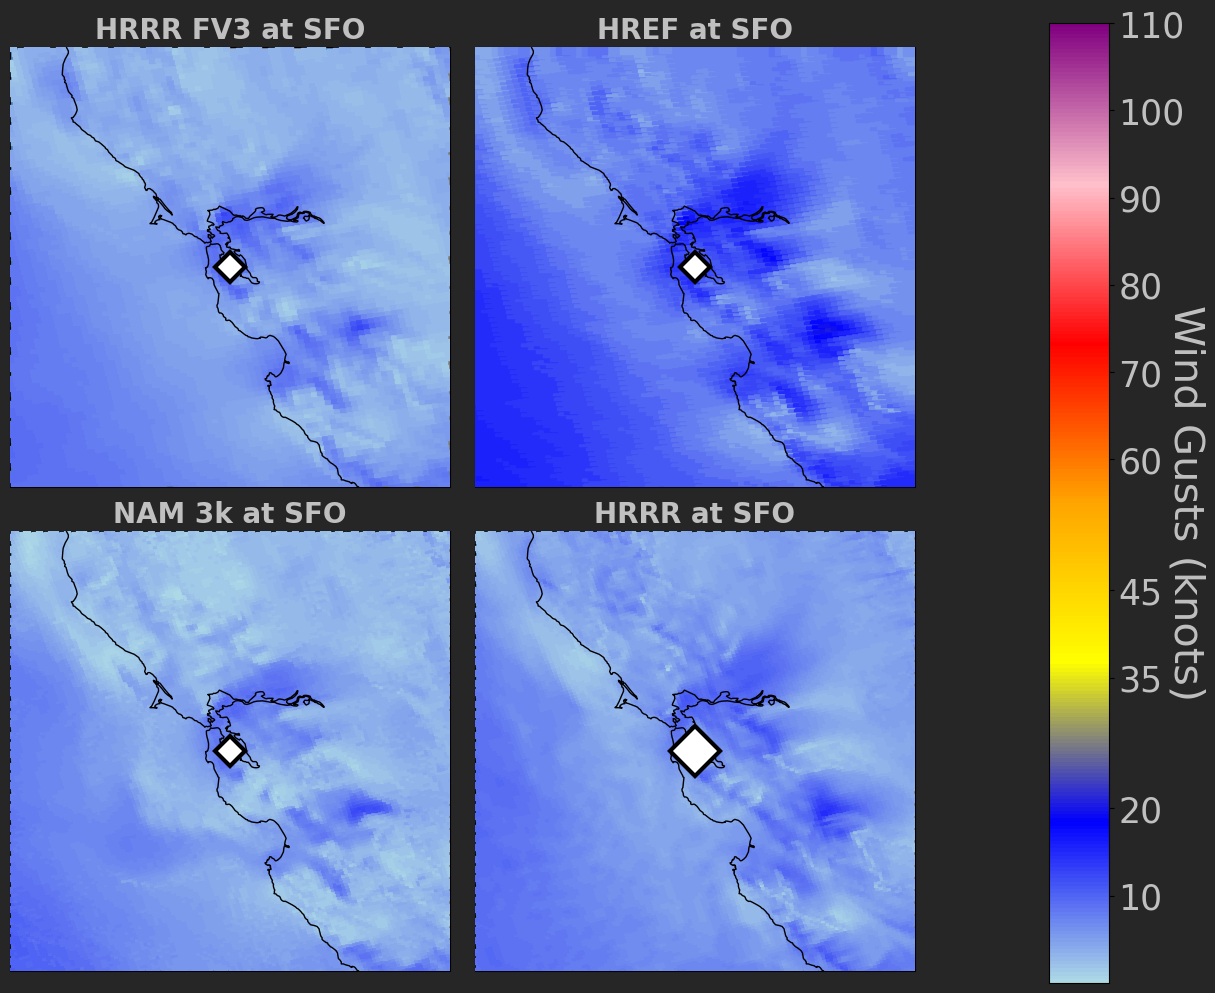 HRRR FV3 at SFO
HREF at SFO
NAM 3k at SFO
HRRR at SFO
110
100
90
80
70
60
45
35
20
10
Wind Gusts (knots)